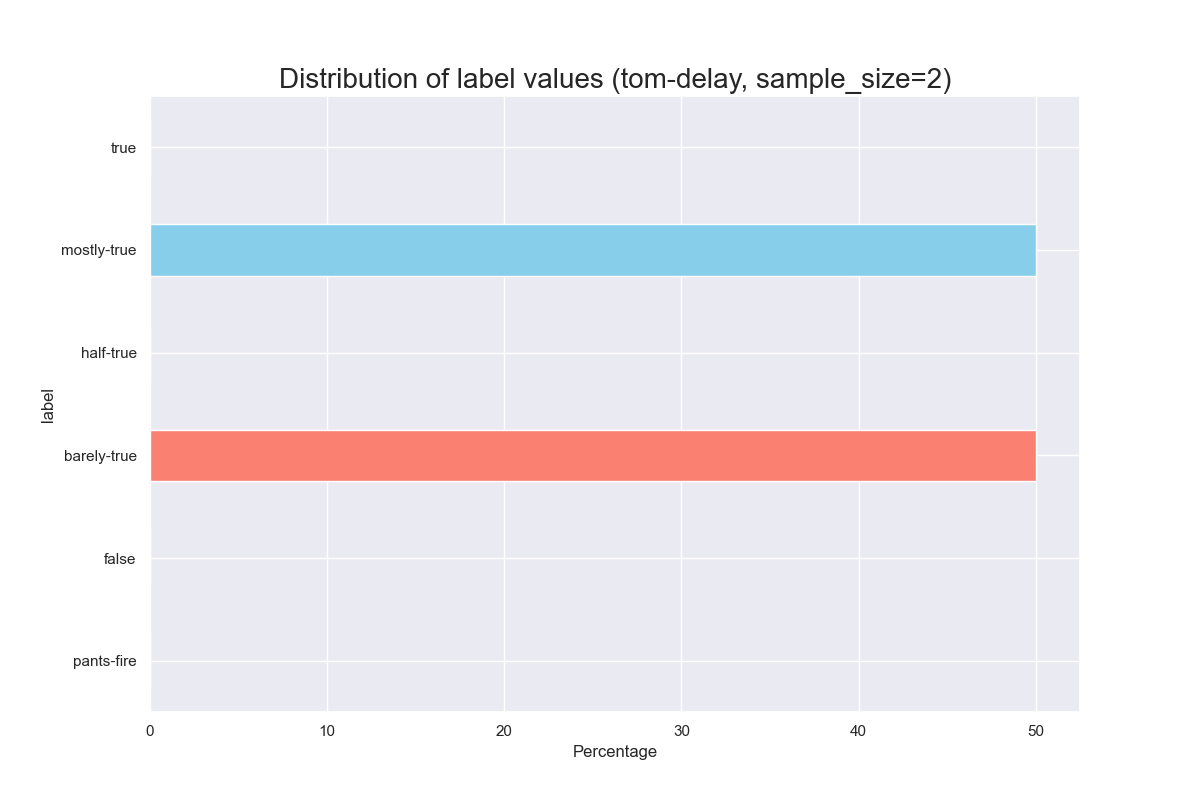 Distribution of label values (tom-delay, sample_size=2)
true
mostly-true
half-true
label
barely-true
false
pants-fire
0 10 20 30 40 50
Percentage